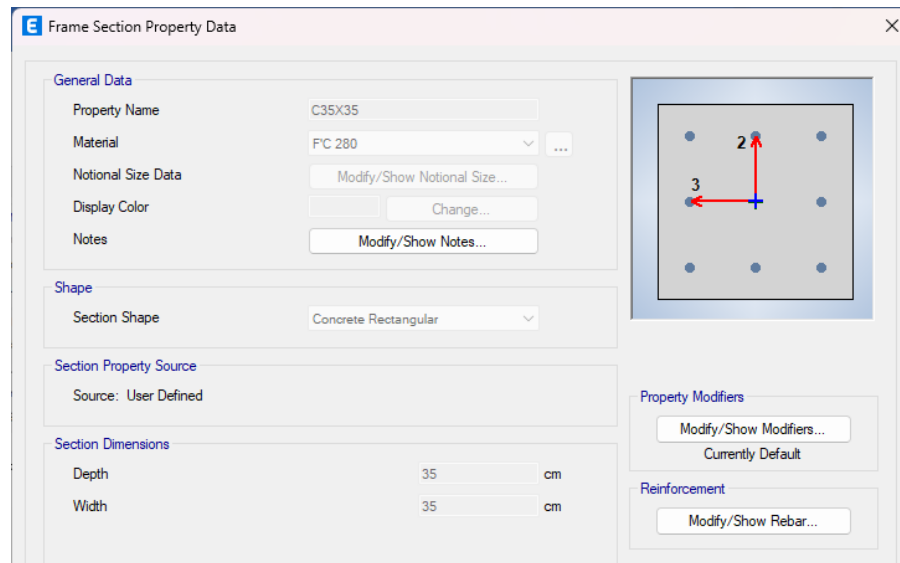 E Frame Section Property Data
General Data
Property Name C35X35
Material F'C 280 ...
Notional Size Data Modify/Show Notional Size...
Display Color Change...
Notes Modify/Show Notes...
2
3
Shape
Section Shape Concrete Rectangular
Section Property Source
Source: User Defined
Property Modifiers
Modify/Show Modifiers...
Currently Default
Section Dimensions
Depth 35 cm
Width 35 cm
Reinforcement
Modify/Show Rebar...